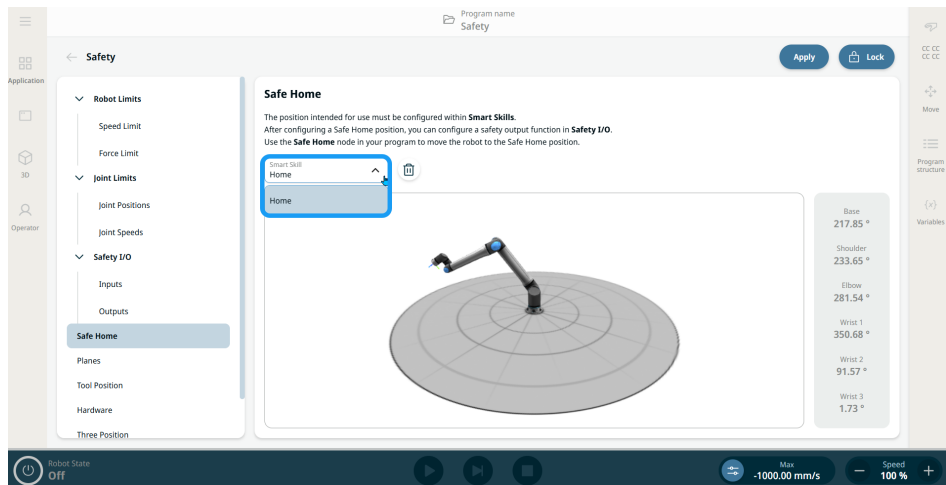 Program name
Safety
Safety
Apply
Lock
CC CC
CC CC
Application
Move
3D
Program
structure
Operator
{x}
Variables
Robot Limits
Speed Limit
Force Limit
Joint Limits
Joint Positions
Joint Speeds
Safety I/O
Inputs
Outputs
Safe Home
Planes
Tool Position
Hardware
Three Position
Safe Home
The position intended for use must be configured within Smart Skills.
After configuring a Safe Home position, you can configure a safety output function in Safety I/O.
Use the Safe Home node in your program to move the robot to the Safe Home position.
Smart Skill
Home
Home
Base
217.85 °
Shoulder
233.65 °
Elbow
281.54 °
Wrist 1
350.68 °
Wrist 2
91.57 °
Wrist 3
1.73 °
Robot State
Off
Max
-1000.00 mm/s
Speed
100 %